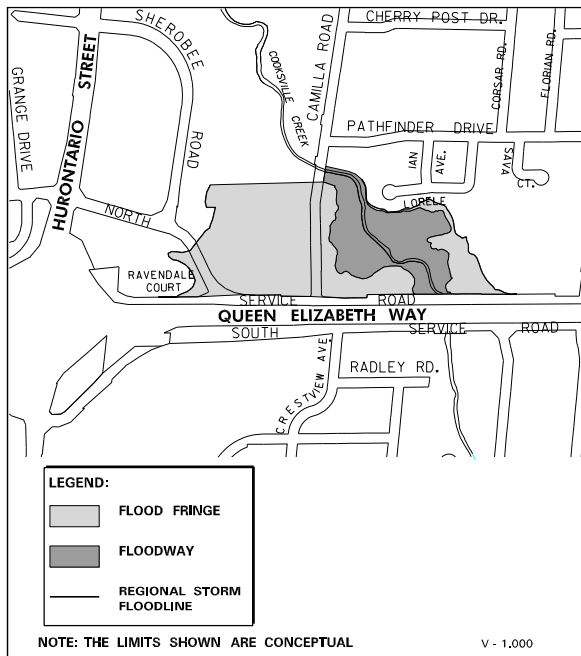 CHERRY POST DR.
SHEROBEE
ROAD
GRANGE DRIVE
HURONTARIO STREET
COOKSVILLE
CREEK
CAMILLA ROAD
CORSAR RD.
FLORIAN RD.
PATHFINDER DRIVE
IAN
AVE.
SAVA
CT.
LORELE
NORTH
RAVENDALE
COURT
SERVICE ROAD
QUEEN ELIZABETH WAY
SOUTH SERVICE ROAD
CRESTVIEW AVE.
RADLEY RD.
LEGEND:
FLOOD FRINGE
FLOODWAY
REGIONAL STORM
FLOODLINE
NOTE: THE LIMITS SHOWN ARE CONCEPTUAL
V - 1.000